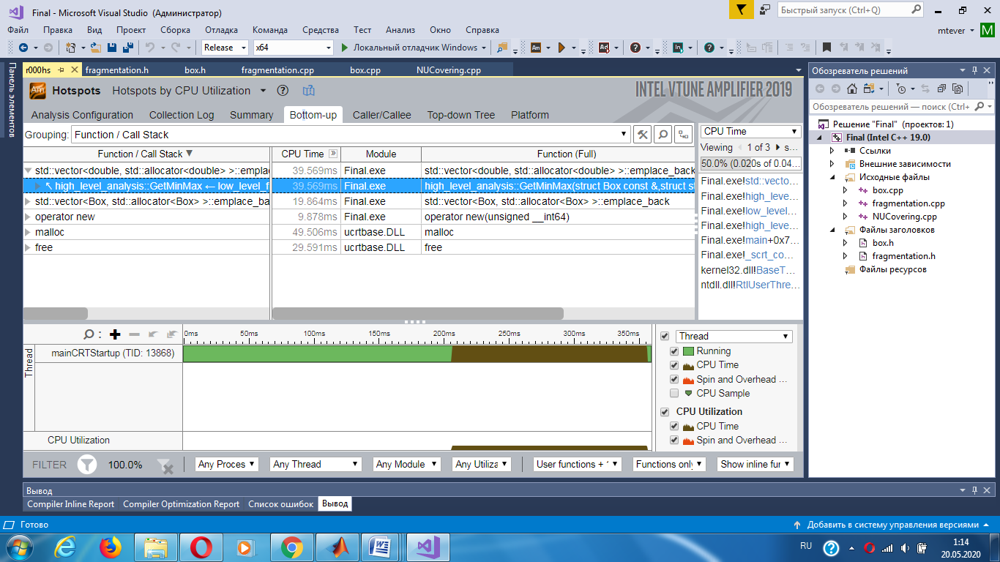 Final - Microsoft Visual Studio (Администратор)
Быстрый запуск (Ctrl+Q)
Файл Правка Вид Проект Сборка Отладка Команда Средства Тест Анализ Окно Справка
mtever M
Release x64 Локальный отладчик Windows
Панель элементов
r000hs fragmentation.h box.h fragmentation.cpp box.cpp NUCovering.cpp
Hotspots Hotspots by CPU Utilization
INTEL VTUNE AMPLIFIER 2019
Analysis Configuration Collection Log Summary Bottom-up Caller/Callee Top-down Tree Platform
Grouping: Function / Call Stack
Function / Call Stack CPU Time Module Function (Full)
std::vector<double, std::allocator<double> >::emplac 39.569ms Final.exe std::vector<double, std::allocator<double> >::emplace_back
high_level_analysis::GetMinMax ← low_level_f 39.569ms Final.exe high_level_analysis::GetMinMax(struct Box const &,struct s
std::vector<Box, std::allocator<Box> >::emplace_ba 19.864ms Final.exe std::vector<Box, std::allocator<Box> >::emplace_back
operator new 9.878ms Final.exe operator new(unsigned __int64)
malloc 49.506ms ucrtbase.DLL malloc
free 29.591ms ucrtbase.DLL free
CPU Time
Viewing 1 of 3 s...
50.0% (0.020s of 0.04...
Final.exe!std::vecto...
Final.exe!high_leve...
Final.exe!low_level...
Final.exe!high_leve...
Final.exe!main+0x7...
Final.exe!_scrt_co...
kernel32.dll!BaseT...
ntdll.dll!RtlUserThre...
0ms 50ms 100ms 150ms 200ms 250ms 300ms 350ms
Thread
mainCRTStartup (TID: 13868)
CPU Utilization
Thread
Running
CPU Time
Spin and Overhead ...
CPU Sample
CPU Utilization
CPU Time
Spin and Overhead ...
FILTER 100.0% Any Proces Any Thread Any Module Any Utiliza User functions + Functions only Show inline fun
Обозреватель решений
Обозреватель решений — поиск (Ctrl+
Решение "Final" (проектов: 1)
Final (Intel C++ 19.0)
Ссылки
Внешние зависимости
Исходные файлы
box.cpp
fragmentation.cpp
NUCovering.cpp
Файлы заголовков
box.h
fragmentation.h
Файлы ресурсов
Вывод
Compiler Inline Report Compiler Optimization Report Список ошибок Вывод
Готово
Добавить в систему управления версиями
RU
1:14
20.05.2020